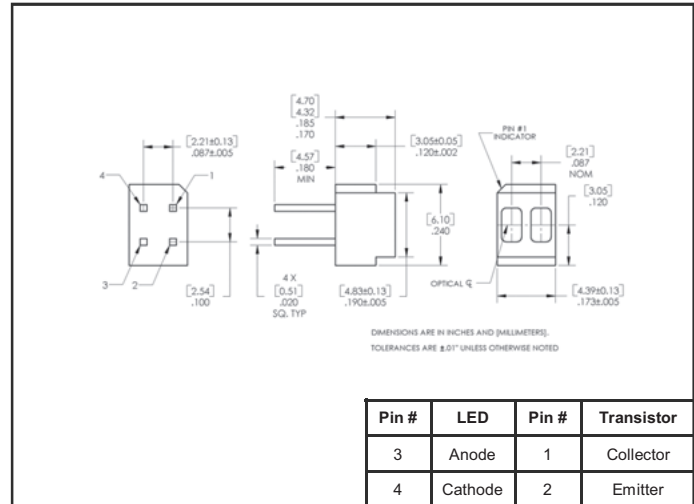 [4.70]
[4.32]
.185
.170
[2.21±0.13]
.087±.005
[4.57]
.180
MIN
[3.05±0.05]
.120±.002
PIN #1
INDICATOR
[2.21]
.087
NOM
[3.05]
.120
4
1
3
2
[2.54]
.100
4 X
[0.51]
.020
SQ. TYP
[4.83±0.13]
.190±.005
[6.10]
.240
OPTICAL ℄
[4.39±0.13]
.173±.005
DIMENSIONS ARE IN INCHES AND [MILLIMETERS].
TOLERANCES ARE ±.01" UNLESS OTHERWISE NOTED
Pin # LED Pin # Transistor
3 Anode 1 Collector
4 Cathode 2 Emitter